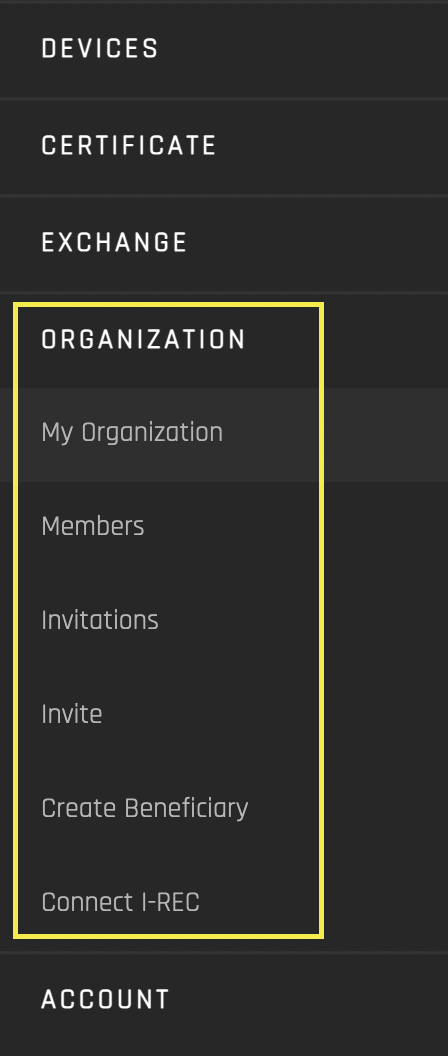 DEVICES
CERTIFICATE
EXCHANGE
ORGANIZATION
My Organization
Members
Invitations
Invite
Create Beneficiary
Connect I-REC
ACCOUNT